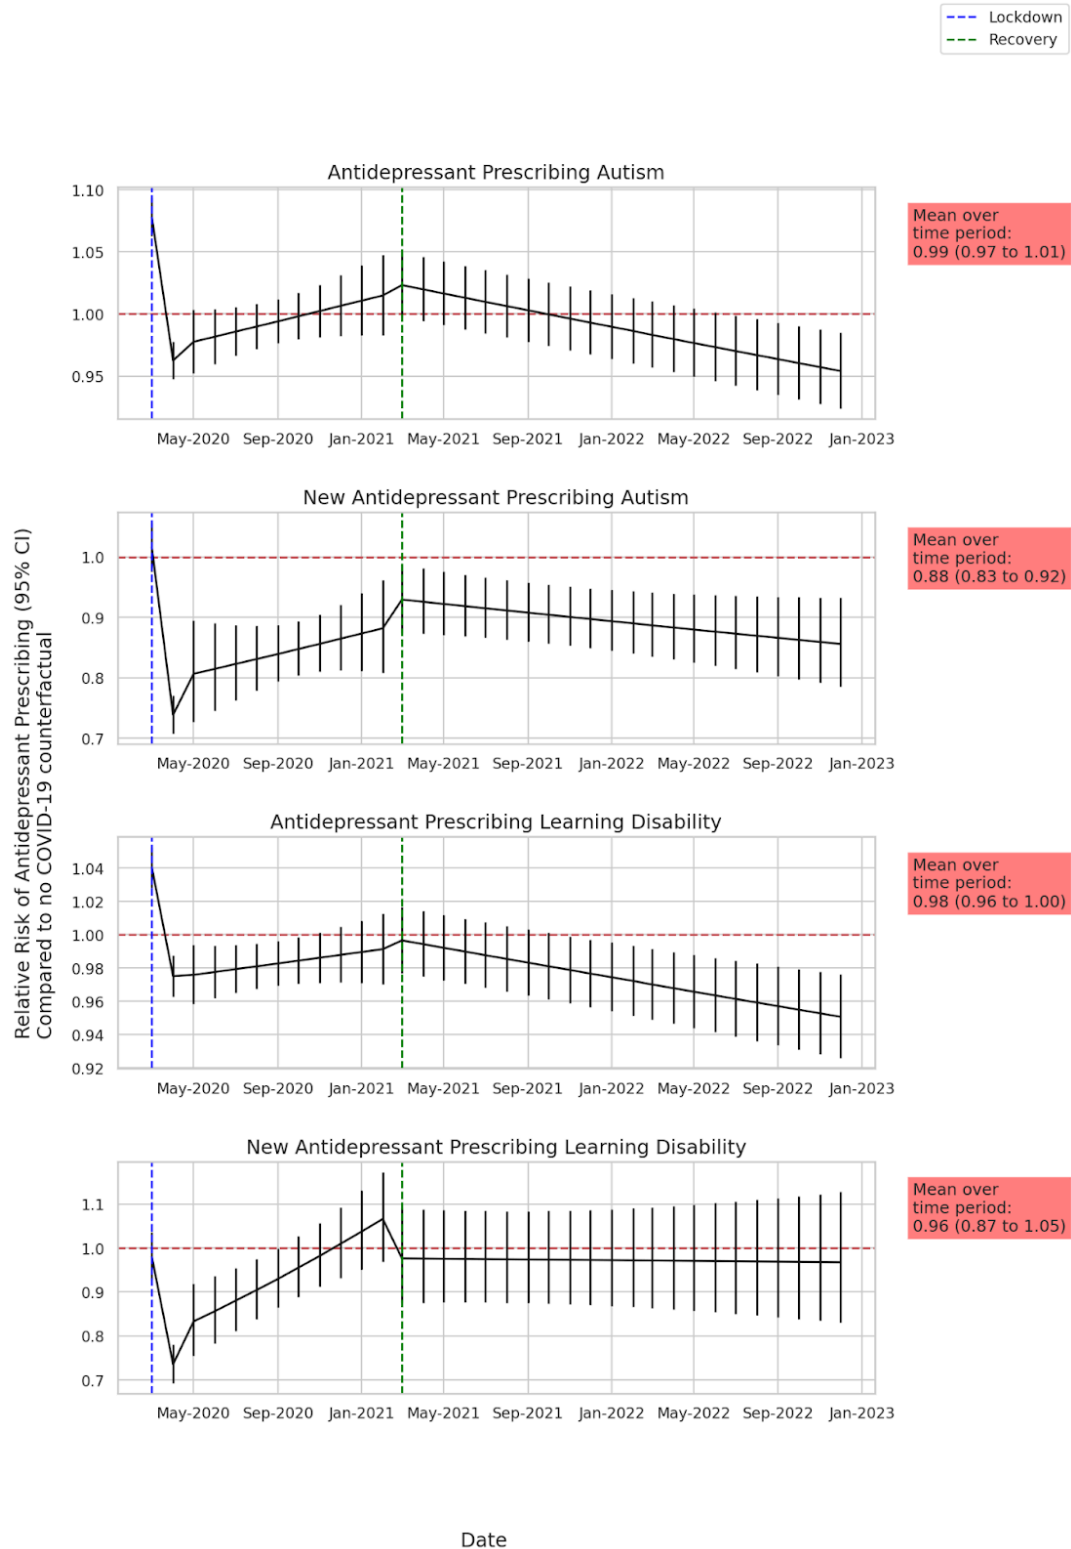 Lockdown
Recovery
Antidepressant Prescribing Autism
1.10
1.05
1.00
0.95
May-2020 Sep-2020 Jan-2021 May-2021 Sep-2021 Jan-2022 May-2022 Sep-2022 Jan-2023
Mean over
time period:
0.99 (0.97 to 1.01)
New Antidepressant Prescribing Autism
1.0
0.9
0.8
0.7
May-2020 Sep-2020 Jan-2021 May-2021 Sep-2021 Jan-2022 May-2022 Sep-2022 Jan-2023
Mean over
time period:
0.88 (0.83 to 0.92)
Relative Risk of Antidepressant Prescribing (95% CI)
Compared to no COVID-19 counterfactual
Antidepressant Prescribing Learning Disability
1.04
1.02
1.00
0.98
0.96
0.94
0.92
May-2020 Sep-2020 Jan-2021 May-2021 Sep-2021 Jan-2022 May-2022 Sep-2022 Jan-2023
Mean over
time period:
0.98 (0.96 to 1.00)
New Antidepressant Prescribing Learning Disability
1.1
1.0
0.9
0.8
0.7
May-2020 Sep-2020 Jan-2021 May-2021 Sep-2021 Jan-2022 May-2022 Sep-2022 Jan-2023
Mean over
time period:
0.96 (0.87 to 1.05)
Date